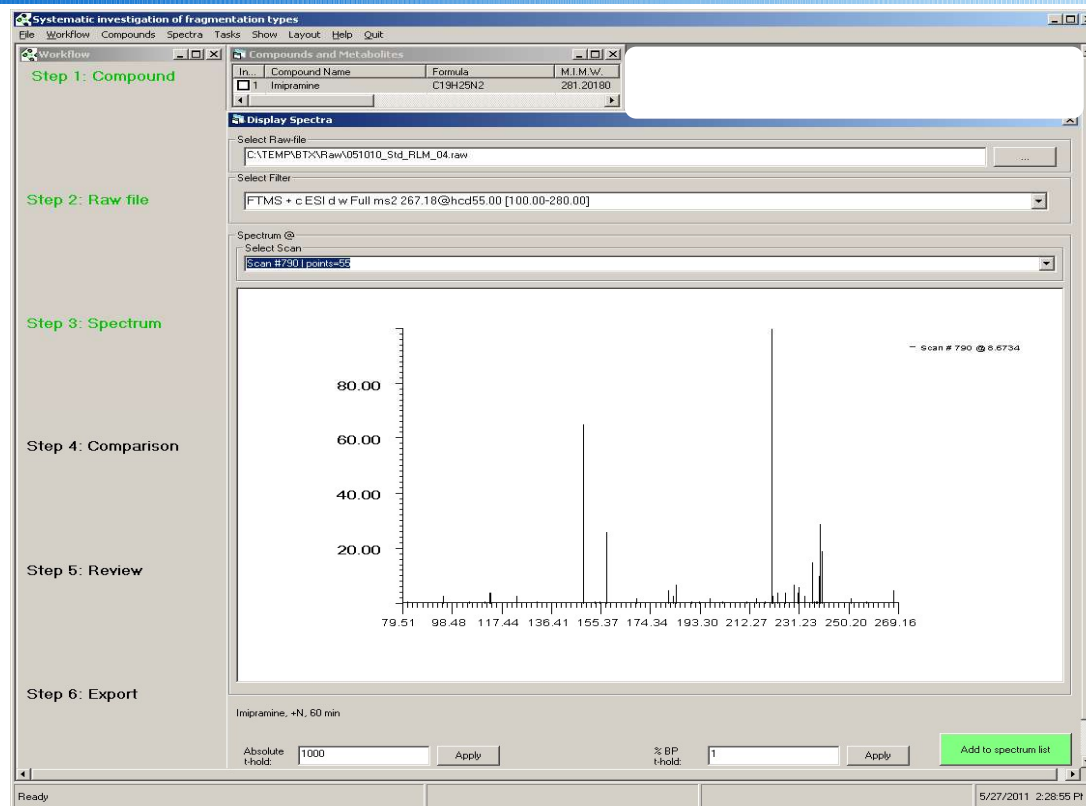 Systematic investigation of fragmentation types
File Workflow Compounds Spectra Tasks Show Layout Help Quit
Workflow
Compounds and Metabolites
Step 1: Compound
In... Compound Name Formula M.I.M.W.
1 Imipramine C19H25N2 281.20180
Display Spectra
Select Raw-file
C:\TEMP\BTX\Raw\051010_Std_RLM_04.raw
...
Step 2: Raw file
Select Filter
FTMS + c ESI d w Full ms2 267.18@hcd55.00 [100.00-280.00]
Spectrum @
Select Scan
Scan #790 | points=55
Step 3: Spectrum
Scan # 790 @ 8.6734
80.00
60.00
Step 4: Comparison
40.00
20.00
Step 5: Review
79.51 98.48 117.44 136.41 155.37 174.34 193.30 212.27 231.23 250.20 269.16
Step 6: Export
Imipramine, +N, 60 min
Absolute t-hold:
1000
Apply
% BP t-hold:
1
Apply
Add to spectrum list
Ready
5/27/2011 2:28:55 P